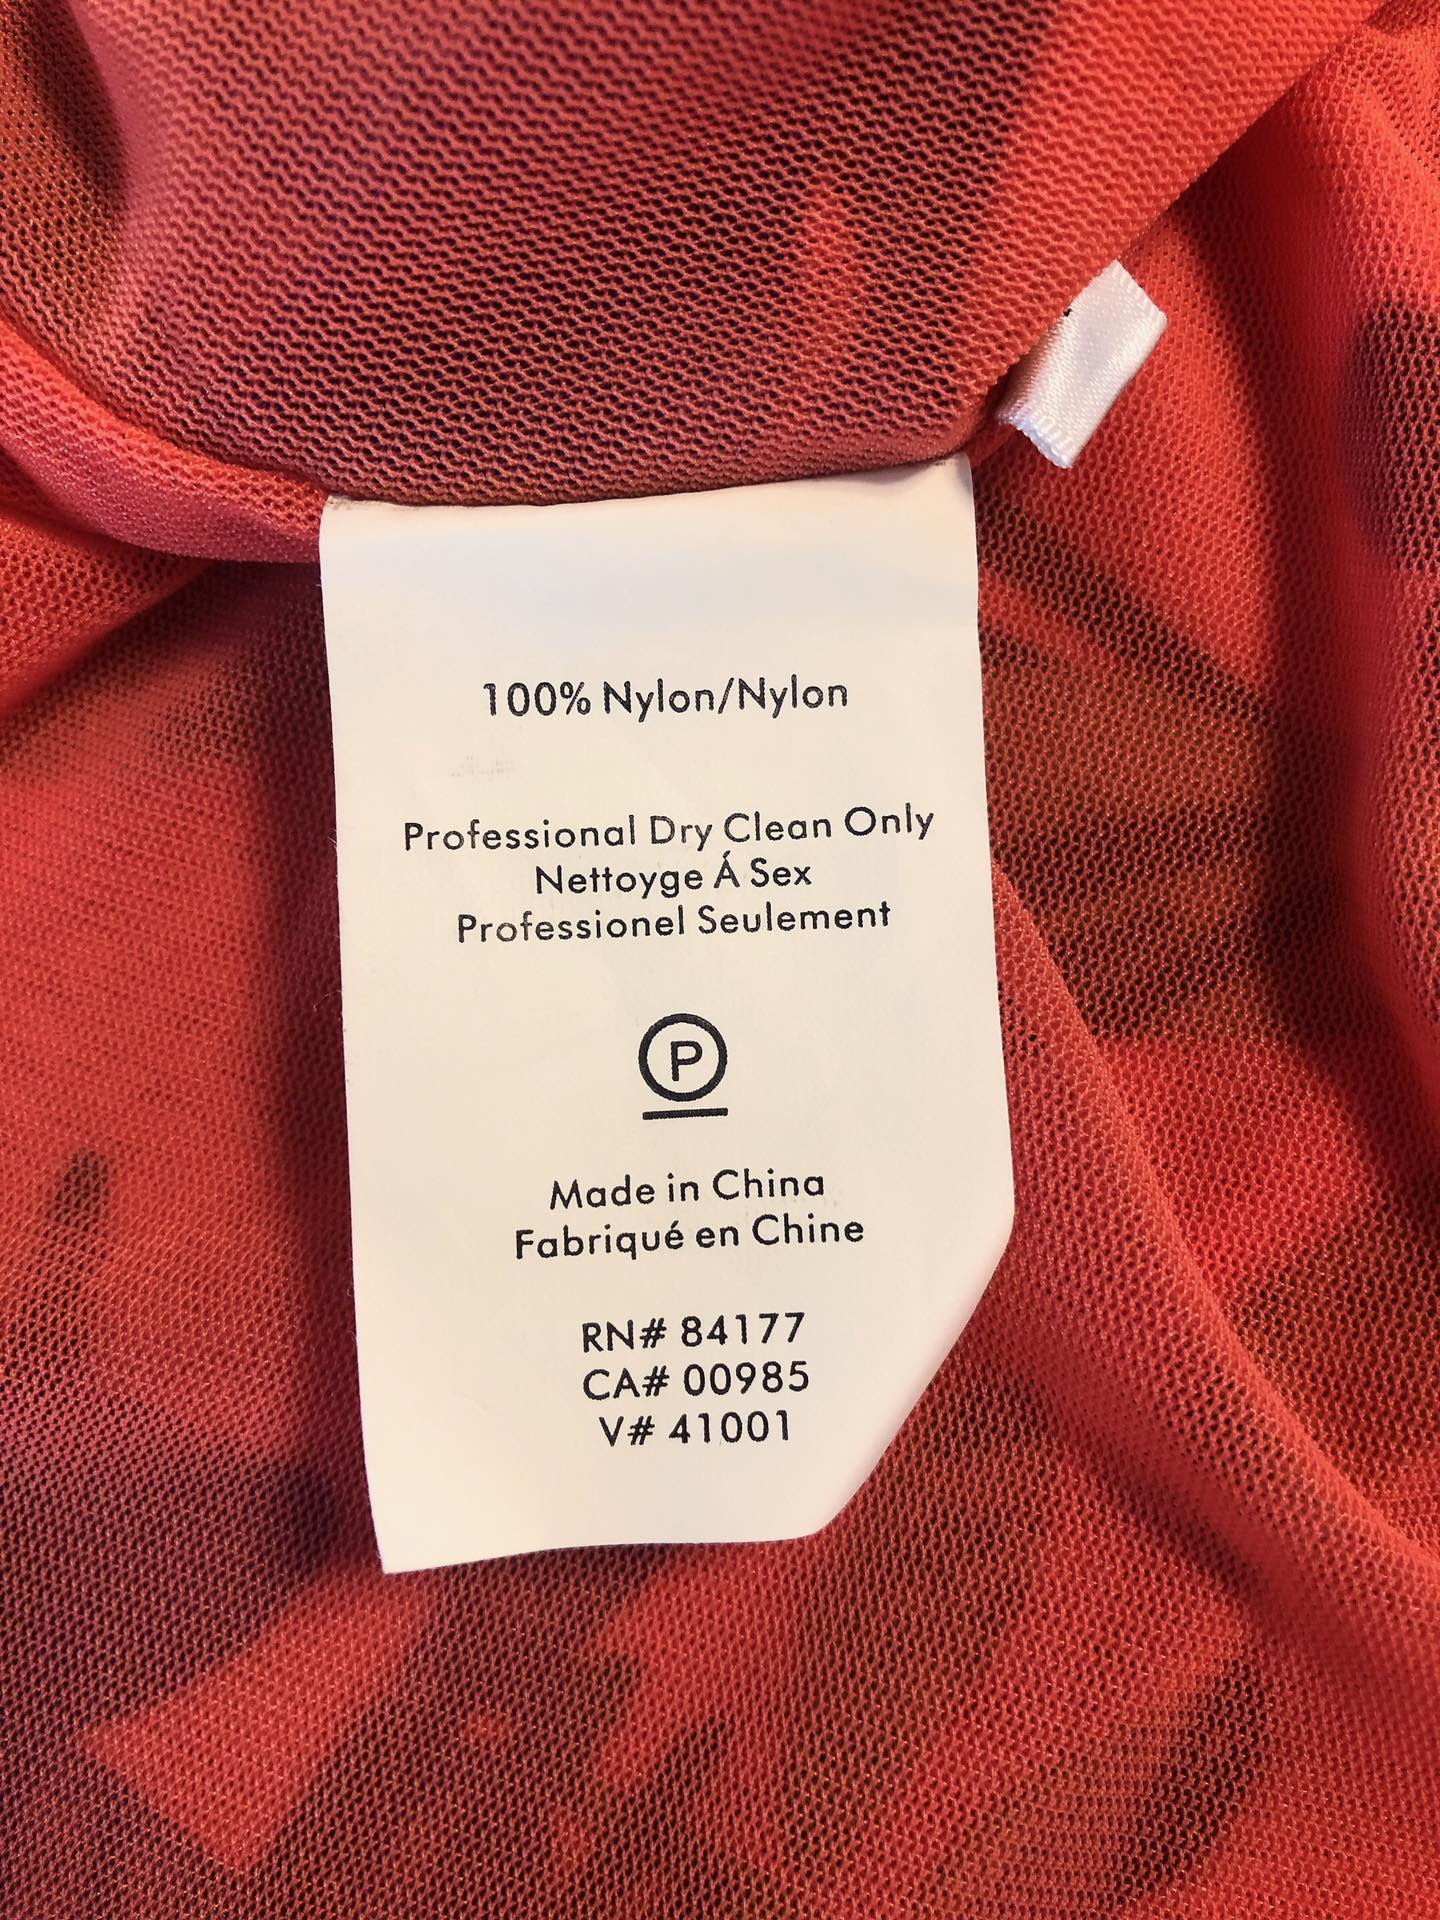 100% Nylon/Nylon
Professional Dry Clean Only
Nettoyge Á Sex
Professionel Seulement
P
Made in China
Fabriqué en Chine
RN# 84177
CA# 00985
V# 41001